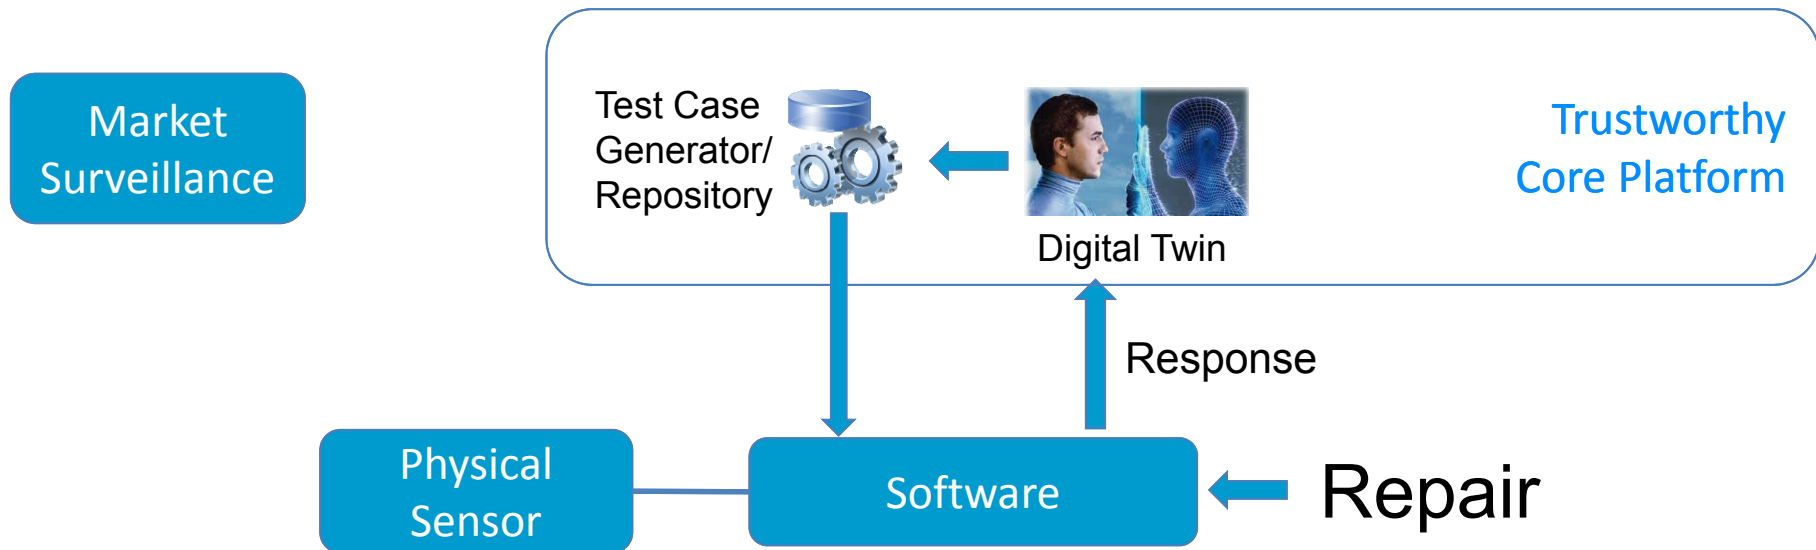 Market
Surveillance
Test Case
Generator/
Repository
Digital Twin
Trustworthy
Core Platform
Response
Physical
Sensor
Software
Repair